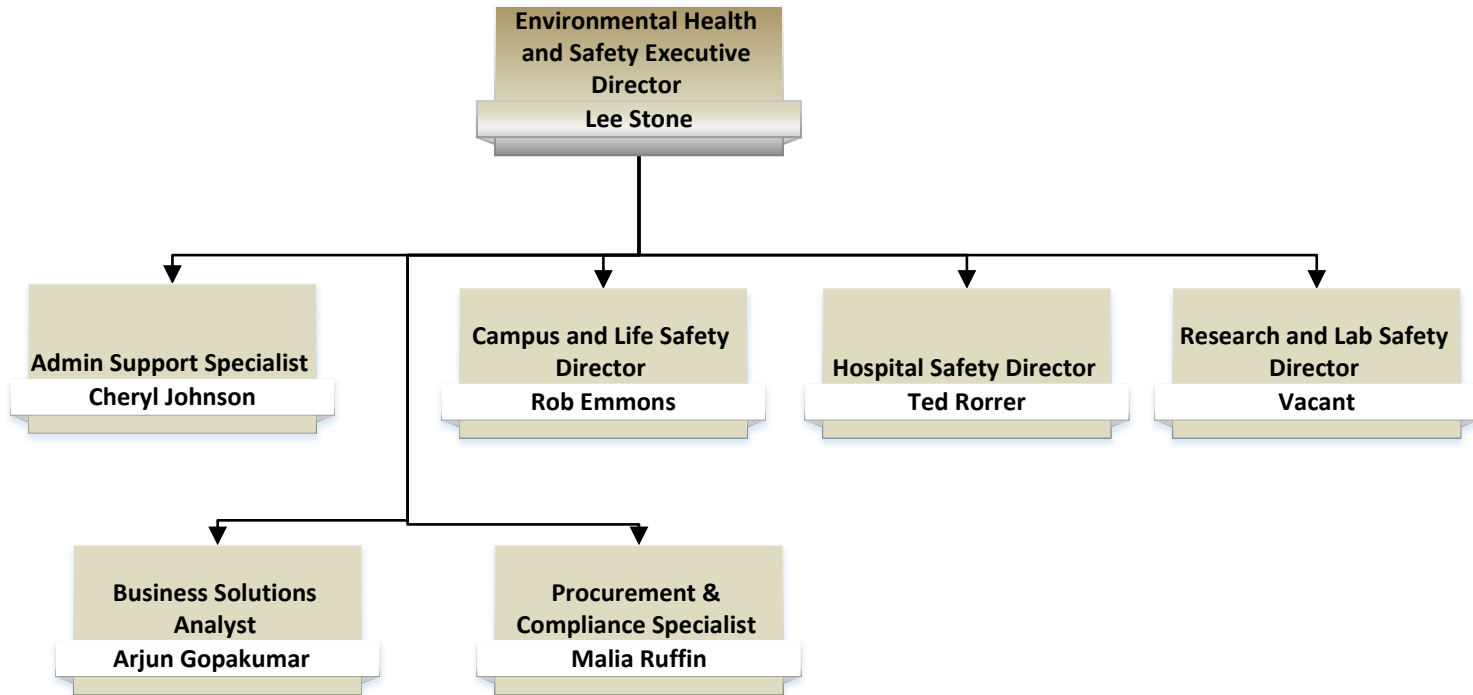 Environmental Health
and Safety Executive
Director
Lee Stone
Admin Support Specialist
Cheryl Johnson
Campus and Life Safety
Director
Rob Emmons
Hospital Safety Director
Ted Rorrer
Research and Lab Safety
Director
Vacant
Business Solutions
Analyst
Arjun Gopakumar
Procurement &
Compliance Specialist
Malia Ruffin